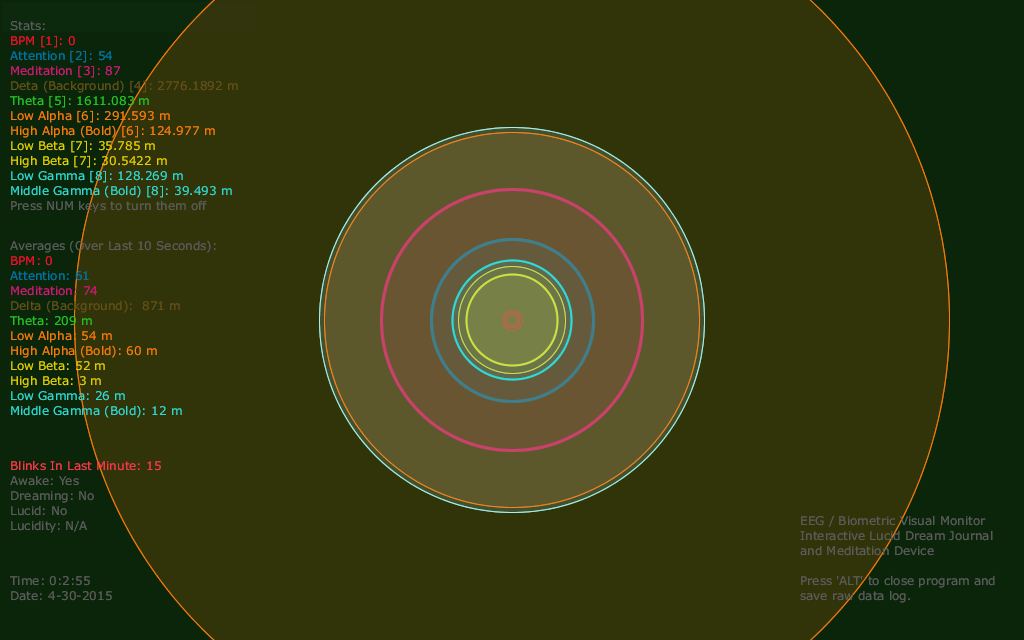 Stats:
BPM [1]: 0
Attention [2]: 54
Meditation [3]: 87
Deta (Background) [4]: 2776.1892 m
Theta [5]: 1611.083 m
Low Alpha [6]: 291.593 m
High Alpha (Bold) [6]: 124.977 m
Low Beta [7]: 35.785 m
High Beta [7]: 30.5422 m
Low Gamma [8]: 128.269 m
Middle Gamma (Bold) [8]: 39.493 m
Press NUM keys to turn them off
Averages (Over Last 10 Seconds):
BPM: 0
Attention: 51
Meditation: 74
Delta (Background): 871 m
Theta: 209 m
Low Alpha: 54 m
High Alpha (Bold): 60 m
Low Beta: 52 m
High Beta: 3 m
Low Gamma: 26 m
Middle Gamma (Bold): 12 m
Blinks In Last Minute: 15
Awake: Yes
Dreaming: No
Lucid: No
Lucidity: N/A
Time: 0:2:55
Date: 4-30-2015
EEG / Biometric Visual Monitor
Interactive Lucid Dream Journal
and Meditation Device
Press 'ALT' to close program and
save raw data log.